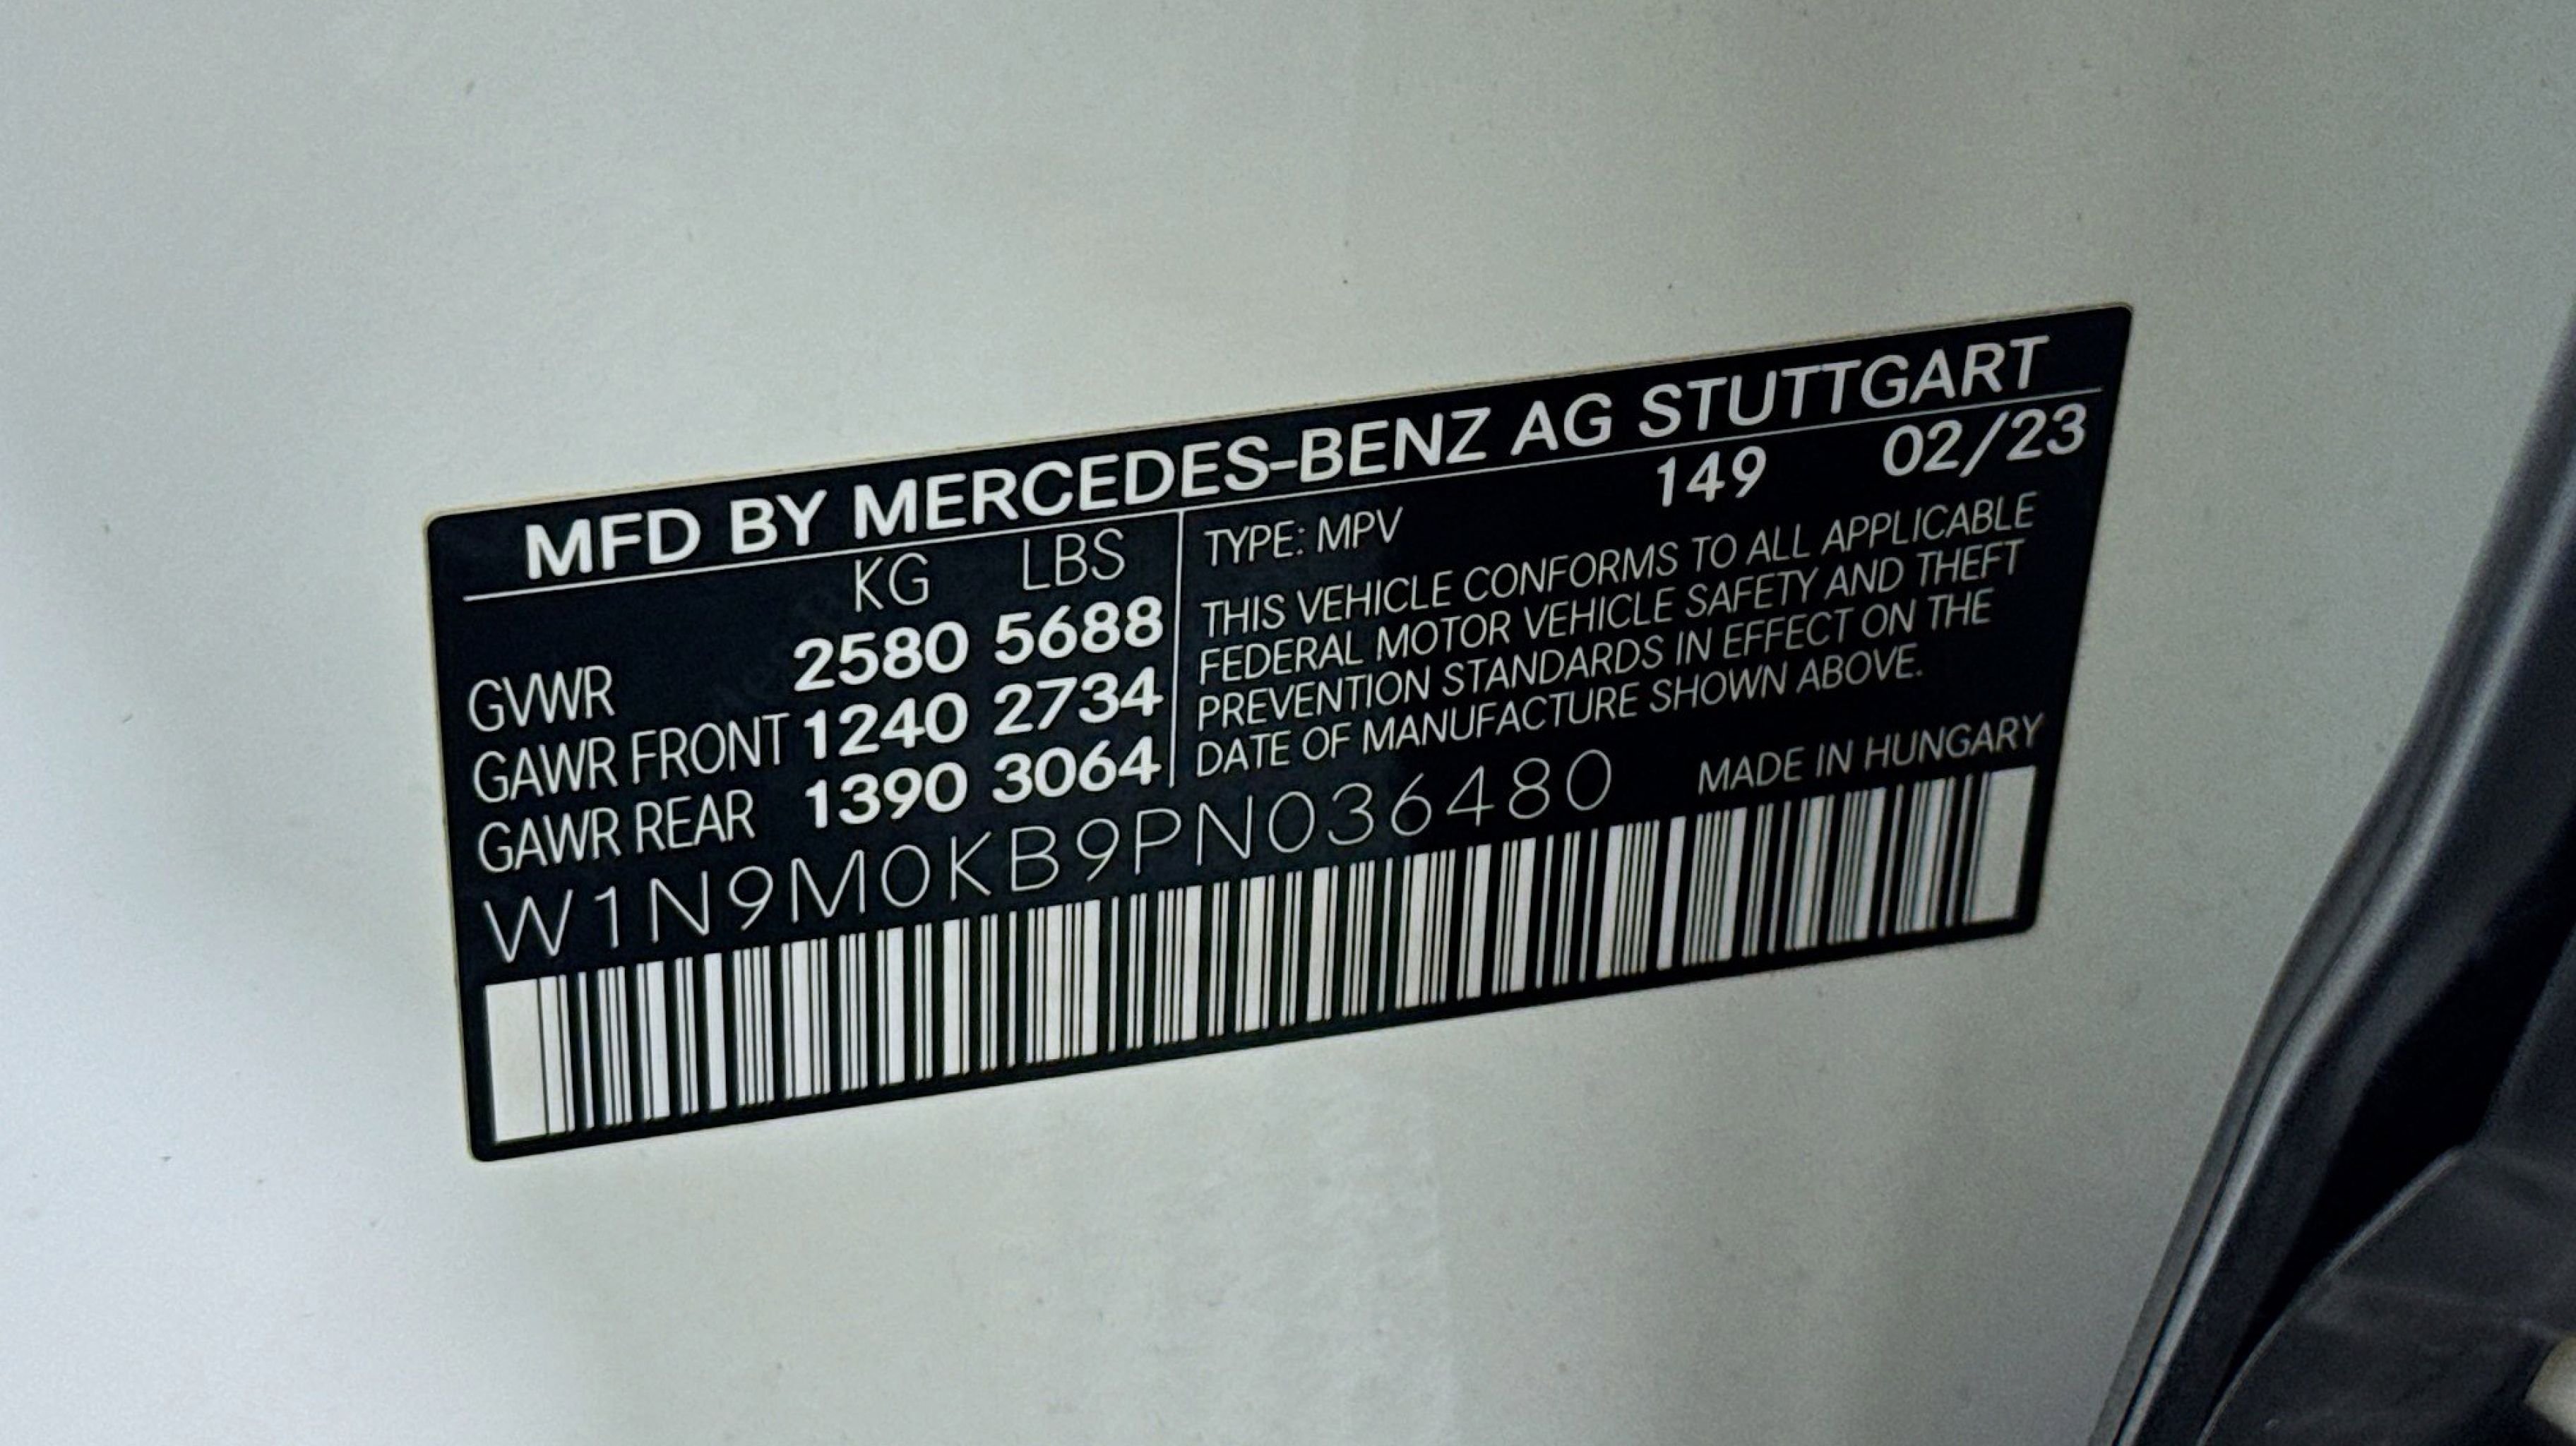 MFD BY MERCEDES-BENZ AG STUTTGART
KG LBS
GVWR 2580 5688
GAWR FRONT 1240 2734
GAWR REAR 1390 3064
TYPE: MPV 149 02/23
THIS VEHICLE CONFORMS TO ALL APPLICABLE
FEDERAL MOTOR VEHICLE SAFETY AND THEFT
PREVENTION STANDARDS IN EFFECT ON THE
DATE OF MANUFACTURE SHOWN ABOVE.
W1N9M0KB9PN036480 MADE IN HUNGARY